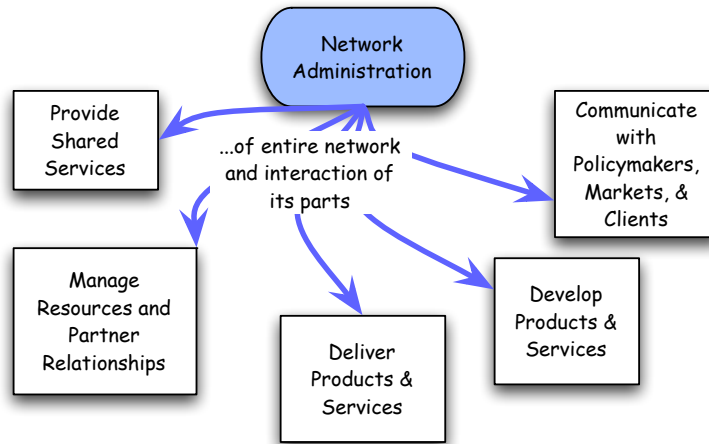 Network
Administration
Provide
Shared
Services
...of entire network
and interaction of
its parts
Communicate
with
Policymakers,
Markets, &
Clients
Manage
Resources and
Partner
Relationships
Deliver
Products &
Services
Develop
Products &
Services